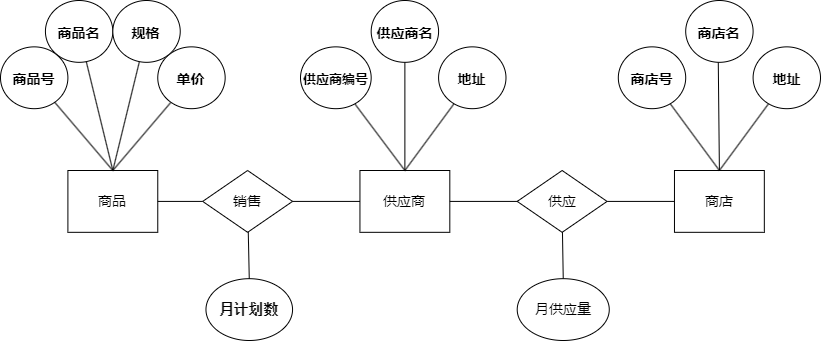 商品名
规格
供应商名
商店名
商品号
单价
供应商编号
地址
商店号
地址
商品
销售
供应商
供应
商店
月计划数
月供应量